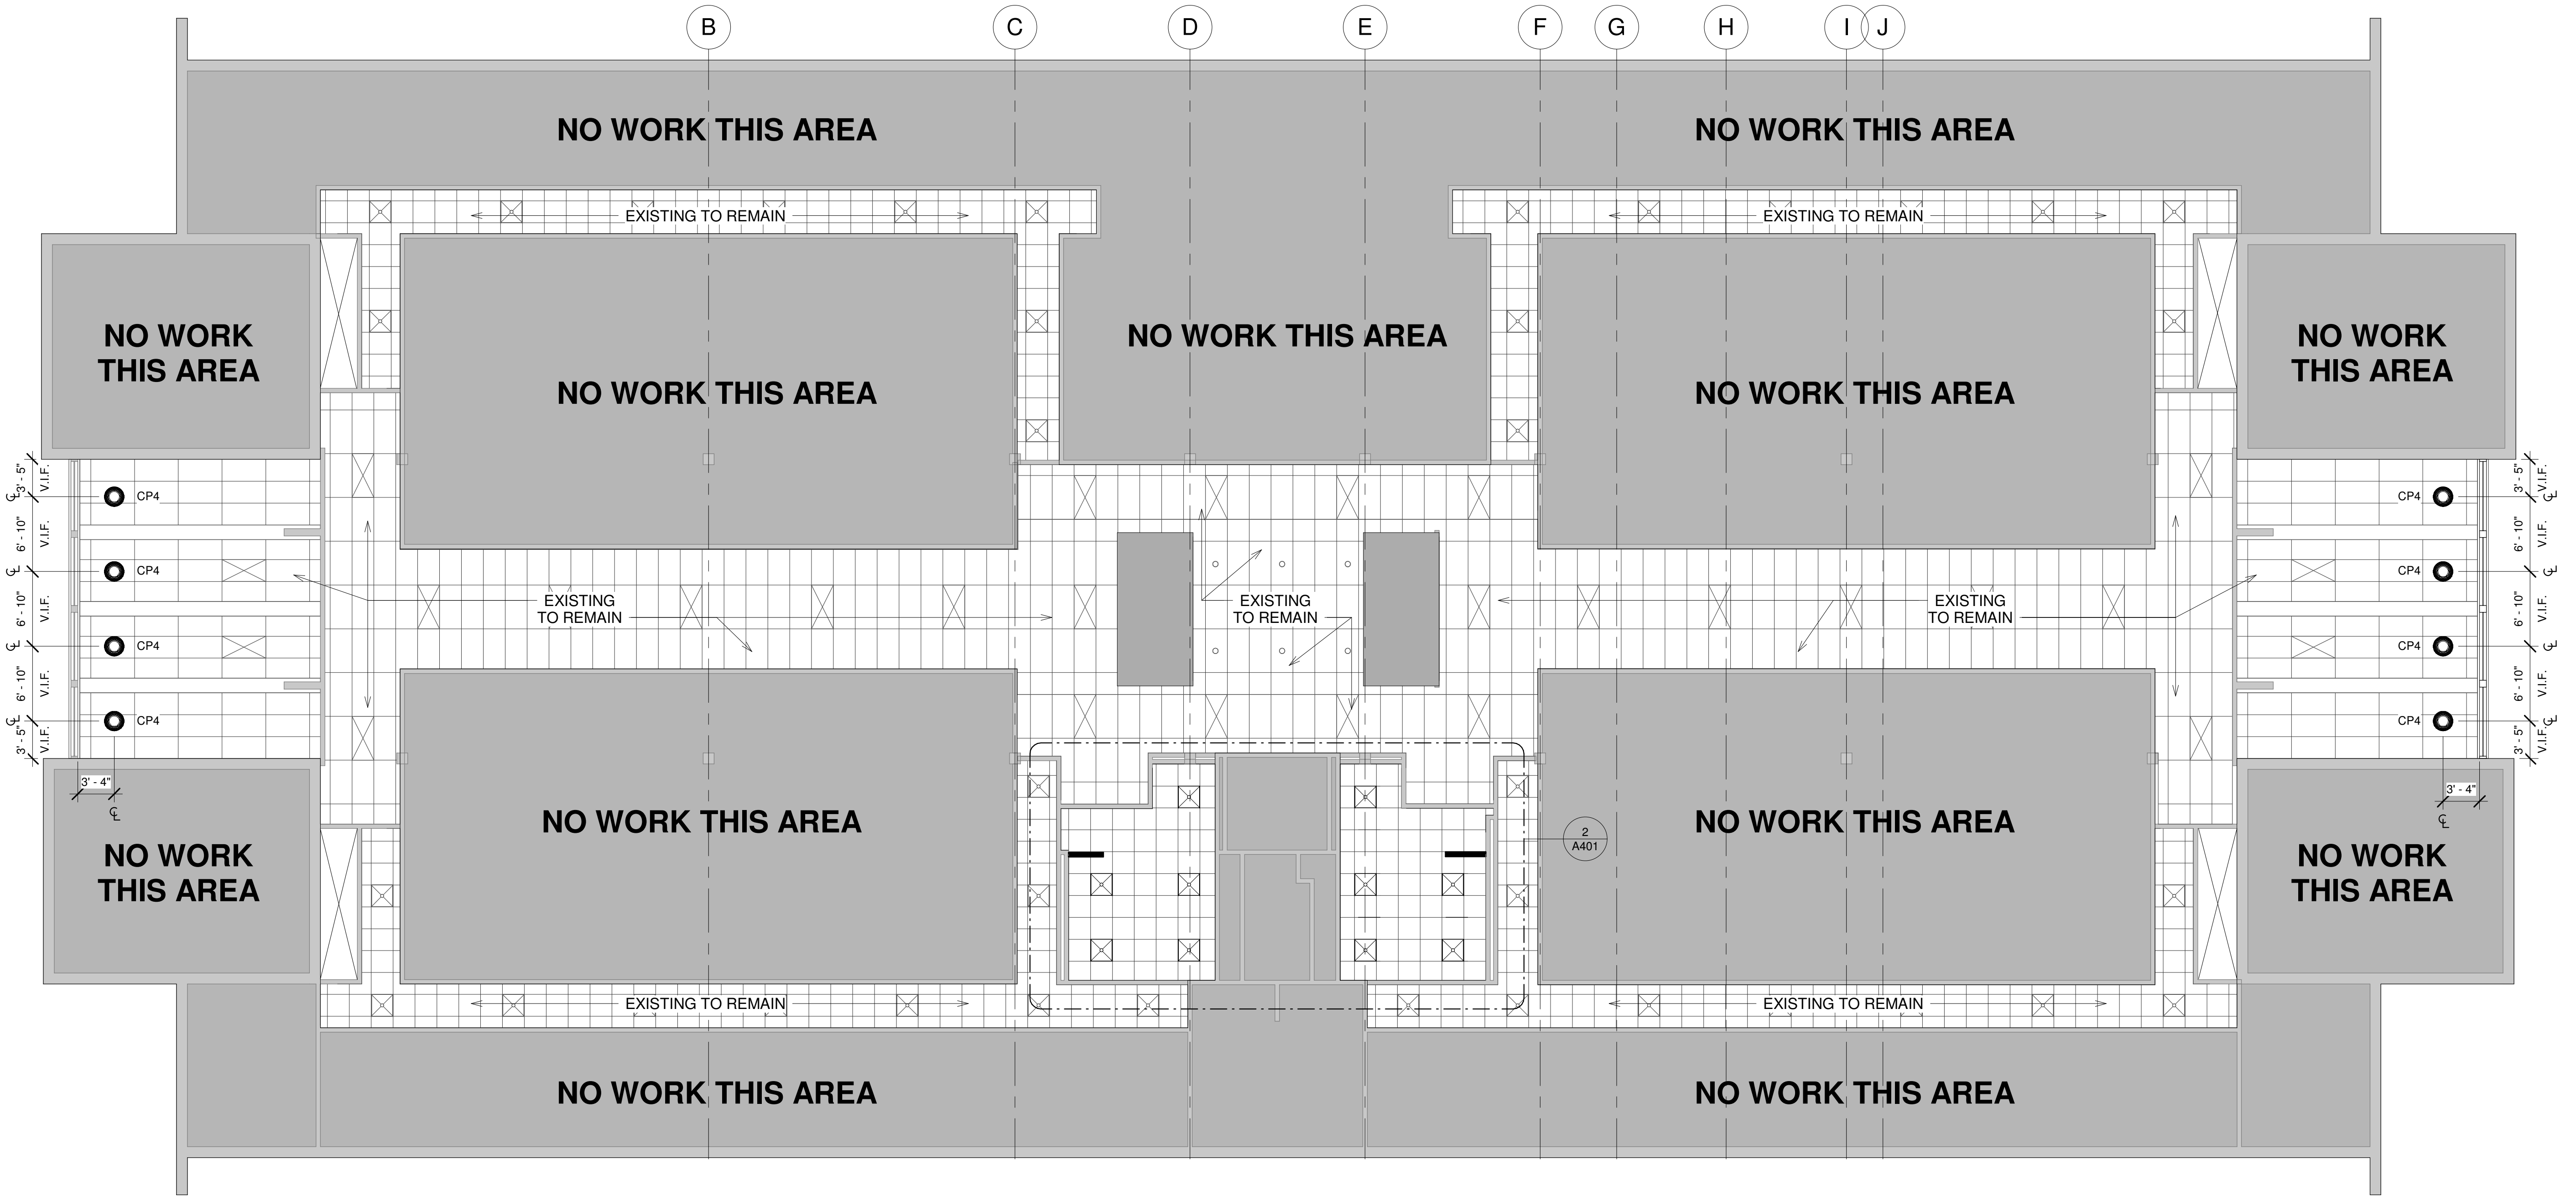 B C D E F G H I J
NO WORK THIS AREA
NO WORK THIS AREA
EXISTING TO REMAIN
EXISTING TO REMAIN
NO WORK
THIS AREA
NO WORK THIS AREA
NO WORK
THIS AREA
NO WORK THIS AREA
NO WORK THIS AREA
3' - 5"
V.I.F.
℄
CP4
6' - 10"
V.I.F.
℄
CP4
6' - 10"
V.I.F.
℄
CP4
6' - 10"
V.I.F.
℄
CP4
3' - 5"
V.I.F.
3' - 4"
℄
EXISTING
TO REMAIN
EXISTING
TO REMAIN
EXISTING
TO REMAIN
3' - 5"
V.I.F.
CP4
℄
6' - 10"
V.I.F.
CP4
℄
6' - 10"
V.I.F.
CP4
℄
6' - 10"
V.I.F.
CP4
℄
3' - 5"
V.I.F.
3' - 4"
℄
NO WORK THIS AREA
2
A401
NO WORK THIS AREA
NO WORK
THIS AREA
NO WORK
THIS AREA
EXISTING TO REMAIN
EXISTING TO REMAIN
NO WORK THIS AREA
NO WORK THIS AREA